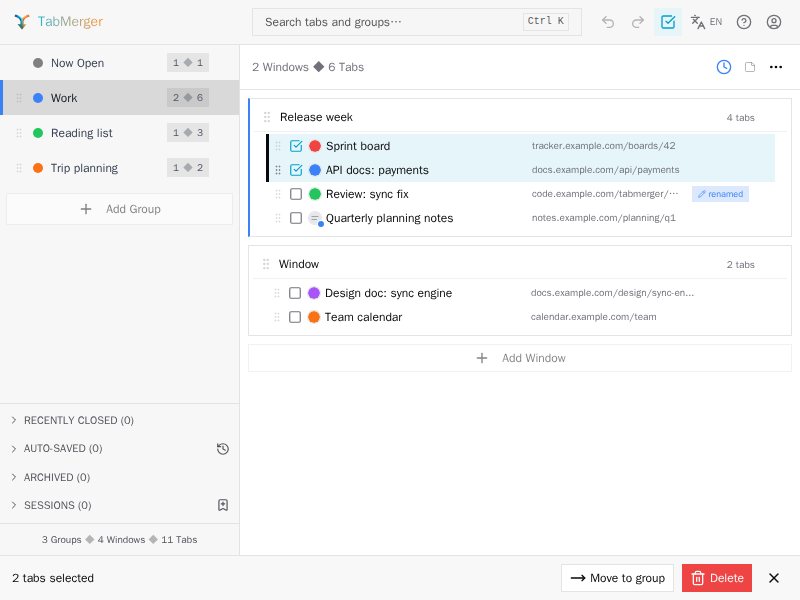 TabMerger
Search tabs and groups···
Ctrl K
EN
Now Open
1 ◆ 1
Work
2 ◆ 6
Reading list
1 ◆ 3
Trip planning
1 ◆ 2
Add Group
RECENTLY CLOSED (0)
AUTO-SAVED (0)
ARCHIVED (0)
SESSIONS (0)
3 Groups ◆ 4 Windows ◆ 11 Tabs
2 Windows ◆ 6 Tabs
Release week
4 tabs
Sprint board
tracker.example.com/boards/42
API docs: payments
docs.example.com/api/payments
Review: sync fix
code.example.com/tabmerger/···
renamed
Quarterly planning notes
notes.example.com/planning/q1
Window
2 tabs
Design doc: sync engine
docs.example.com/design/sync-en...
Team calendar
calendar.example.com/team
Add Window
2 tabs selected
Move to group
Delete